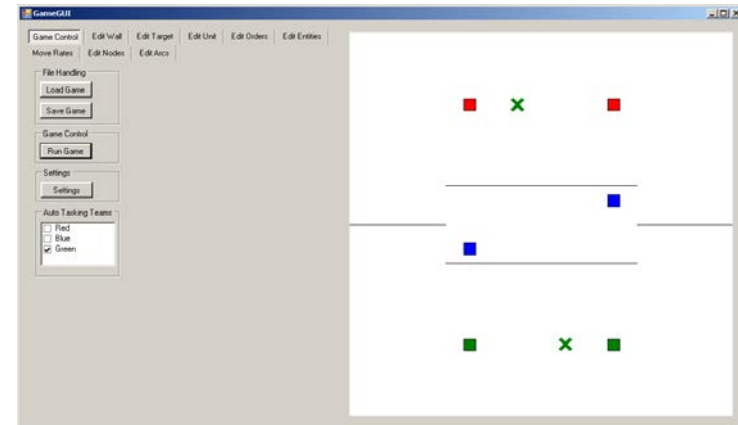 GameGUI
Game Control Edit Wall Edit Target Edit Unit Edit Orders Edit Entities
Move Rates Edit Nodes Edit Arcs
File Handling
Load Game
Save Game
Game Control
Run Game
Settings
Settings
Auto Tasking Teams
Red
Blue
Green